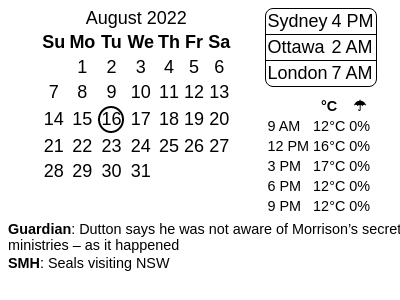 August 2022
Su Mo Tu We Th Fr Sa
1 2 3 4 5 6
7 8 9 10 11 12 13
14 15 16 17 18 19 20
21 22 23 24 25 26 27
28 29 30 31
Sydney 4 PM
Ottawa 2 AM
London 7 AM
°C ☂
9 AM 12°C 0%
12 PM 16°C 0%
3 PM 17°C 0%
6 PM 12°C 0%
9 PM 12°C 0%
Guardian: Dutton says he was not aware of Morrison’s secret
ministries – as it happened
SMH: Seals visiting NSW